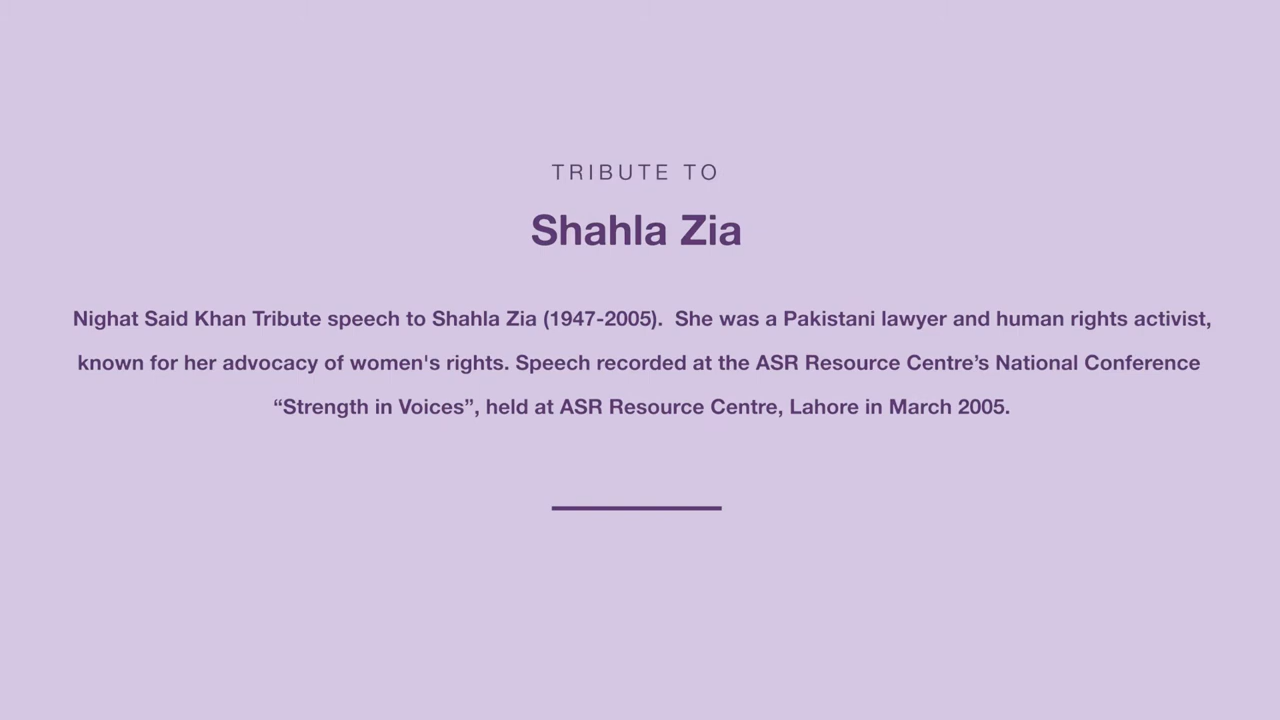 TRIBUTE TO
Shahla Zia
Nighat Said Khan Tribute speech to Shahla Zia (1947-2005).  She was a Pakistani lawyer and human rights activist,
known for her advocacy of women's rights. Speech recorded at the ASR Resource Centre’s National Conference
“Strength in Voices”, held at ASR Resource Centre, Lahore in March 2005.